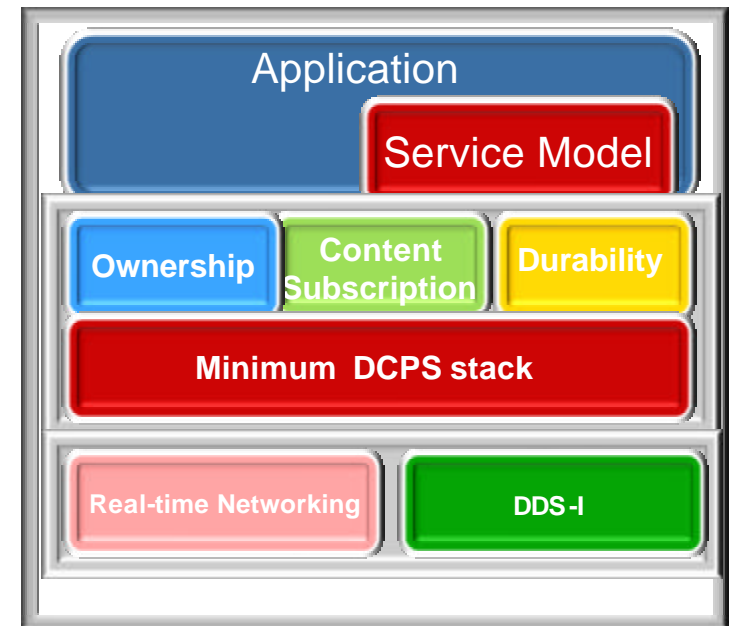 Application
Service Model
Ownership
Content
Subscription
Durability
Minimum DCPS stack
Real-time Networking
DDS-I